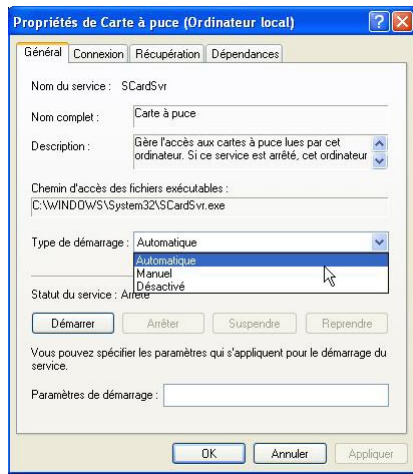 Propriétés de Carte à puce (Ordinateur local)
Général Connexion Récupération Dépendances
Nom du service : SCardSvr
Nom complet : Carte à puce
Description : Gère l'accès aux cartes à puce lues par cet
ordinateur. Si ce service est arrêté, cet ordinateur
Chemin d'accès des fichiers exécutables :
C:\WINDOWS\System32\SCardSvr.exe
Type de démarrage : Automatique
Automatique
Manuel
Désactivé
Statut du service : Arrêté
Démarrer Arrêter Suspendre Reprendre
Vous pouvez spécifier les paramètres qui s'appliquent pour le démarrage du
service.
Paramètres de démarrage :
OK Annuler Appliquer